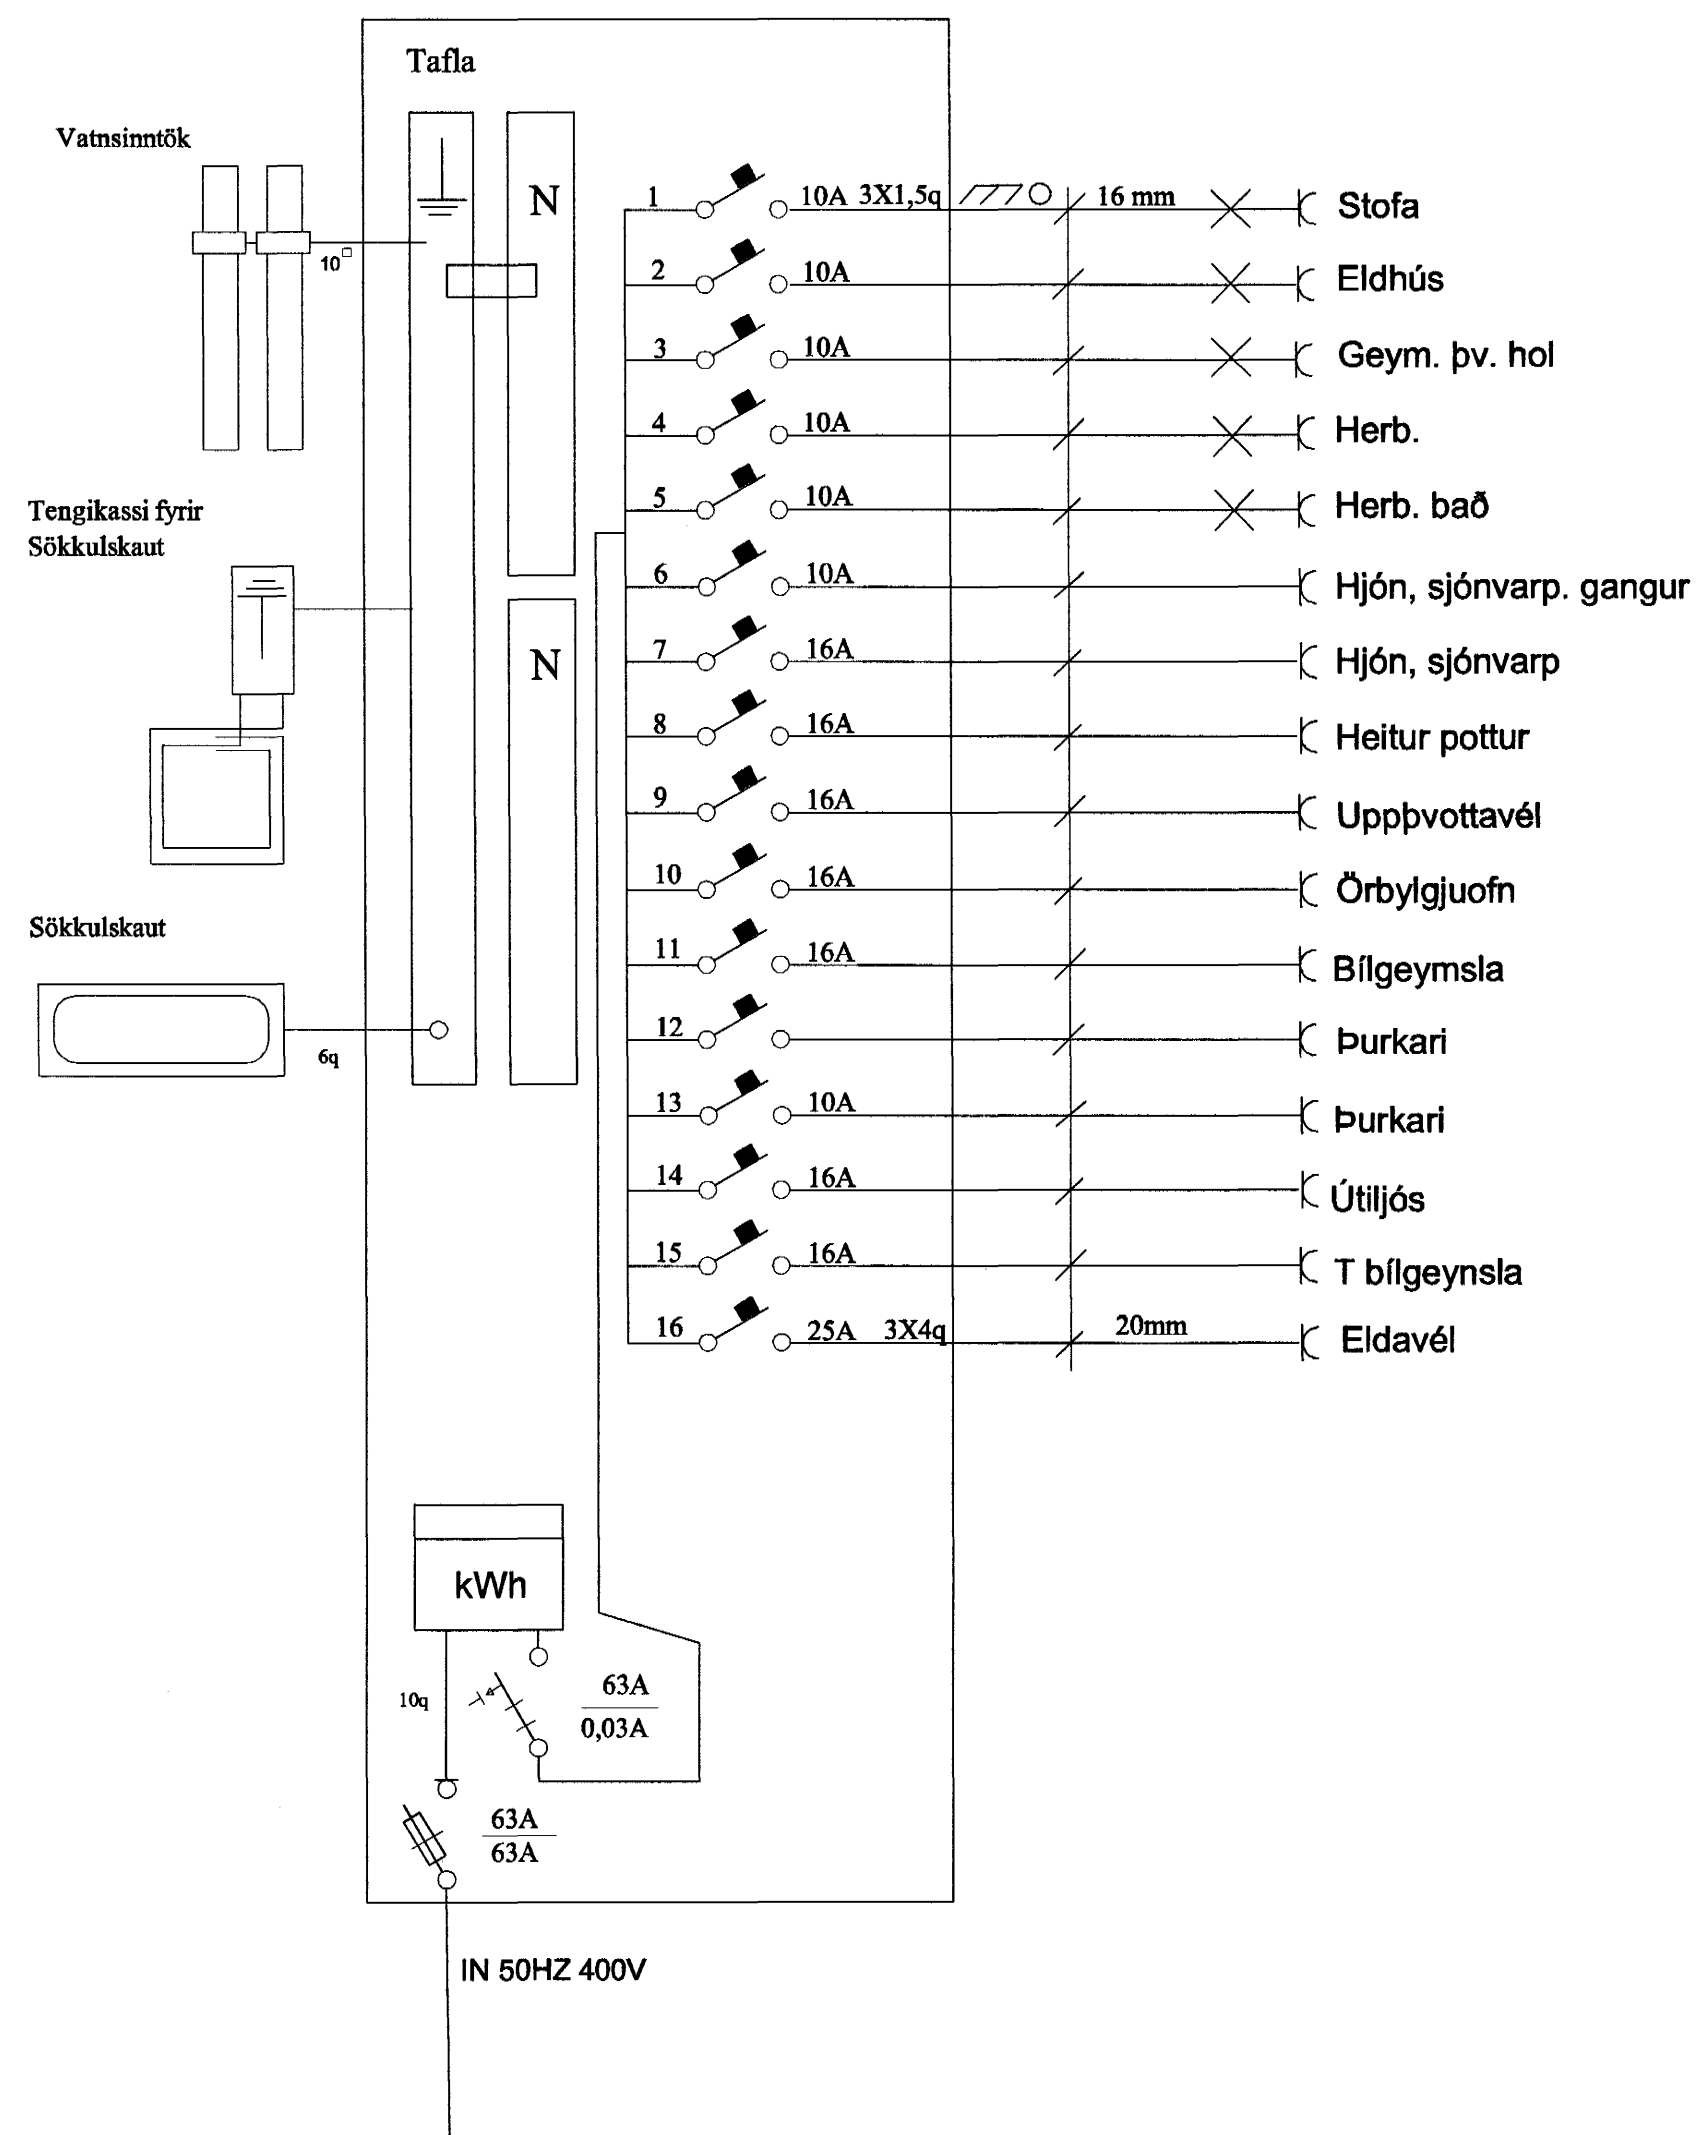 Tafla
Vatnsinntök
10□
N
1 10A 3X1,5q 16 mm Stofa
2 10A Eldhús
3 10A Geym. þv. hol
4 10A Herb.
5 10A Herb. bað
Tengikassi fyrir
Sökkulskaut
6 10A Hjón, sjónvarp. gangur
N
7 16A Hjón, sjónvarp
8 16A Heitur pottur
9 16A Uppþvottavél
10 16A Örbylgjuofn
Sökkulskaut
11 16A Bílgeymsla
6q
12 Þurkari
13 10A Þurkari
14 16A Útiljós
15 16A T bílgeynsla
16 25A 3X4q 20mm Eldavél
kWh
10q
63A
0,03A
63A
63A
IN 50HZ 400V